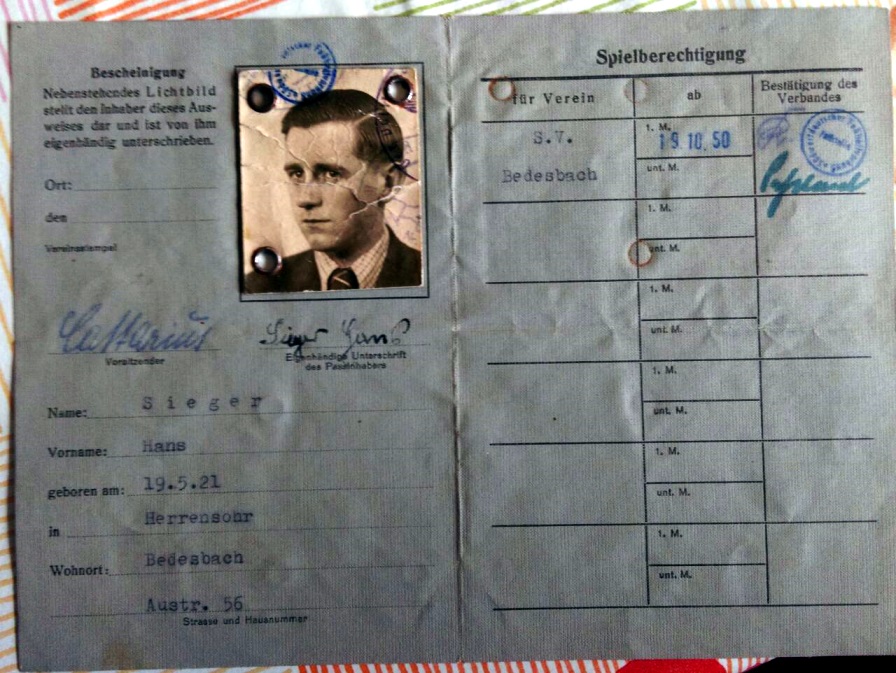 Bescheinigung
Nebenstehendes Lichtbild
stellt den Inhaber dieses Aus-
weises dar und ist von ihm
eigenhändig unterschrieben.
Ort:
den
Vereinsstempel
Cattarius
Vorsitzender
Sieger Hans
Eigenhändige Unterschrift
des Passinhabers
Name: Sieger
Vorname: Hans
geboren am: 19.5.21
in Herrensohr
Wohnort: Bedesbach
Austr. 56
Strasse und Hausnummer
Spielberechtigung
für Verein
ab
Bestätigung des
Verbandes
S.V.
Bedesbach
1. M.
19.10.50
unt. M.
1. M.
unt. M.
1. M.
unt. M.
1. M.
unt. M.
1. M.
unt. M.
1. M.
unt. M.